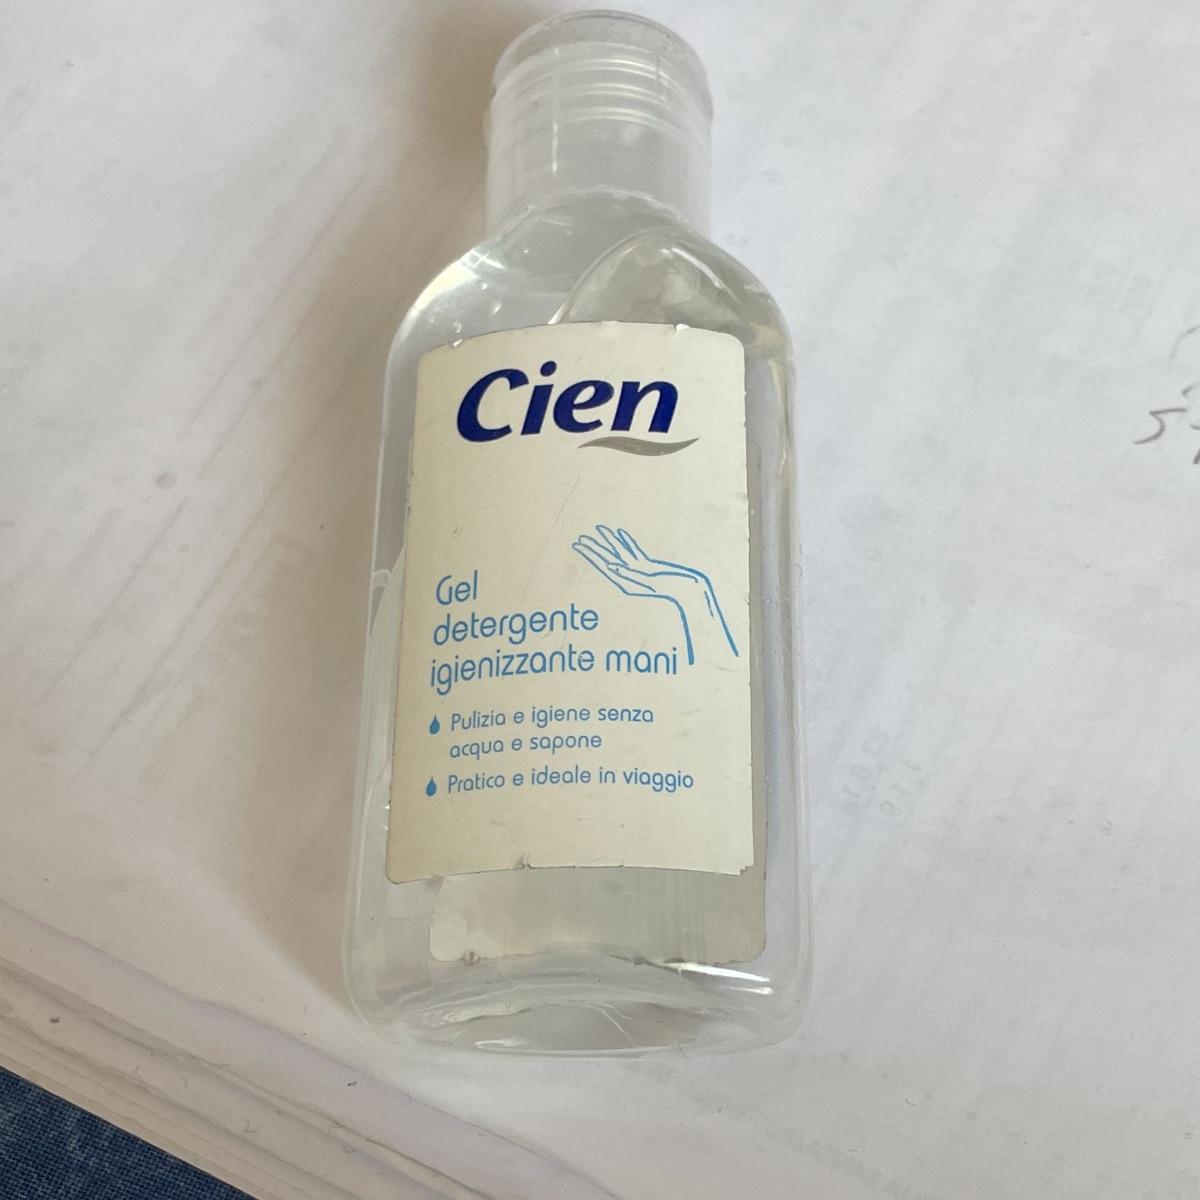 Cien
Gel
detergente
igienizzante mani
Pulizia e igiene senza
acqua e sapone
Pratico e ideale in viaggio